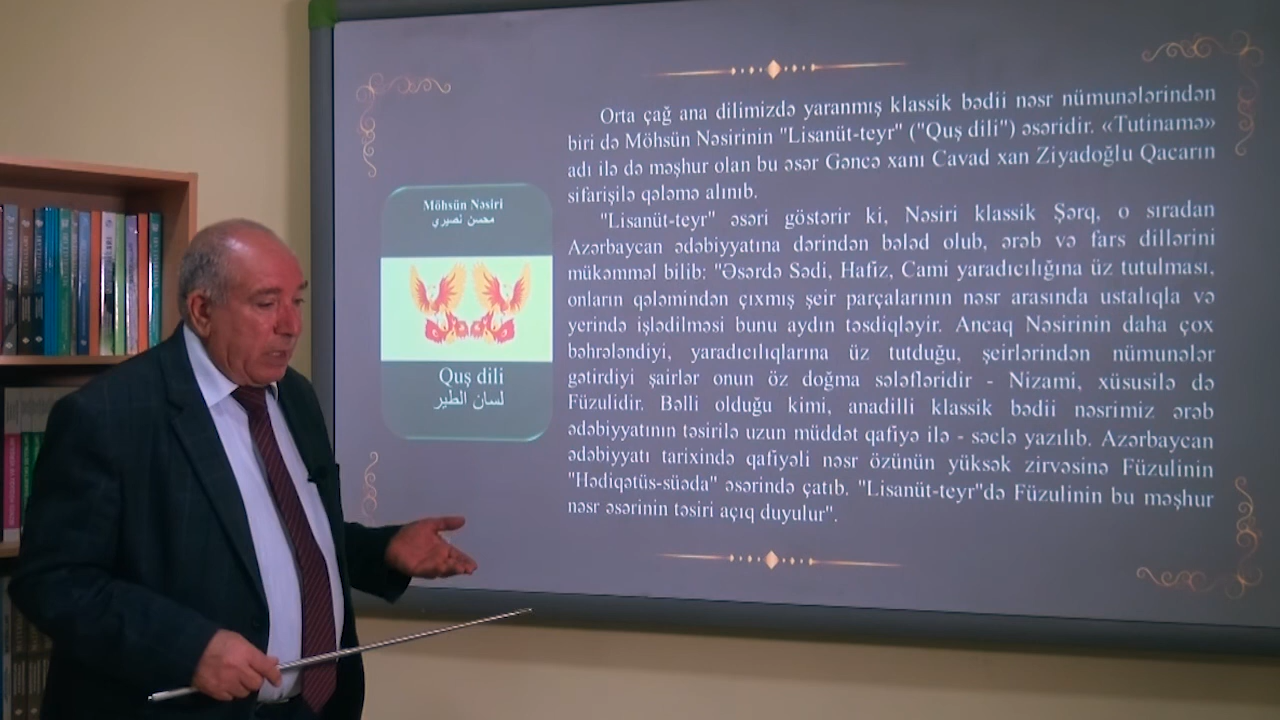 Möhsün Nəsiri
محسن نصيري
Quş dili
لسان الطير
Orta çağ ana dilimizdə yaranmış klassik bədii nəsr nümunələrindən
biri də Möhsün Nəsirinin "Lisanüt-teyr" ("Quş dili") əsəridir. «Tutinamə»
adı ilə də məşhur olan bu əsər Gəncə xanı Cavad xan Ziyadoğlu Qacarın
sifarişilə qələmə alınıb.
"Lisanüt-teyr" əsəri göstərir ki, Nəsiri klassik Şərq, o sıradan
Azərbaycan ədəbiyyatına dərindən bələd olub, ərəb və fars dillərini
mükəmməl bilib: "Əsərdə Sədi, Hafiz, Cami yaradıcılığına üz tutulması,
onların qələmindən çıxmış şeir parçalarının nəsr arasında ustalıqla və
yerində işlədilməsi bunu aydın təsdiqləyir. Ancaq Nəsirinin daha çox
bəhrələndiyi, yaradıcılıqlarına üz tutduğu, şeirlərindən nümunələr
gətirdiyi şairlər onun öz doğma sələfləridir - Nizami, xüsusilə də
Füzulidir. Bəlli olduğu kimi, anadilli klassik bədii nəsrimiz ərəb
ədəbiyyatının təsirilə uzun müddət qafiyə ilə - səclə yazılıb. Azərbaycan
ədəbiyyatı tarixində qafiyəli nəsr özünün yüksək zirvəsinə Füzulinin
"Hədiqətüs-süəda" əsərində çatıb. "Lisanüt-teyr"də Füzulinin bu məşhur
nəsr əsərinin təsiri açıq duyulur".